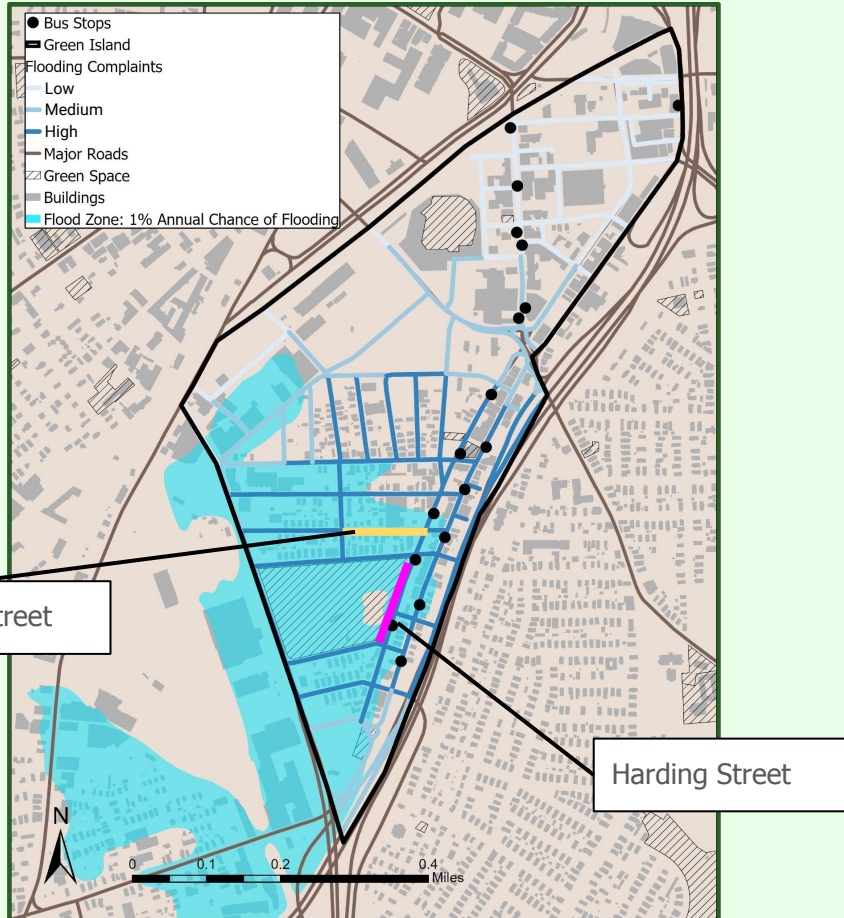 Bus Stops
Green Island
Flooding Complaints
Low
Medium
High
Major Roads
Green Space
Buildings
Flood Zone: 1% Annual Chance of Flooding
Harding Street
N
0 0.1 0.2 0.4
Miles